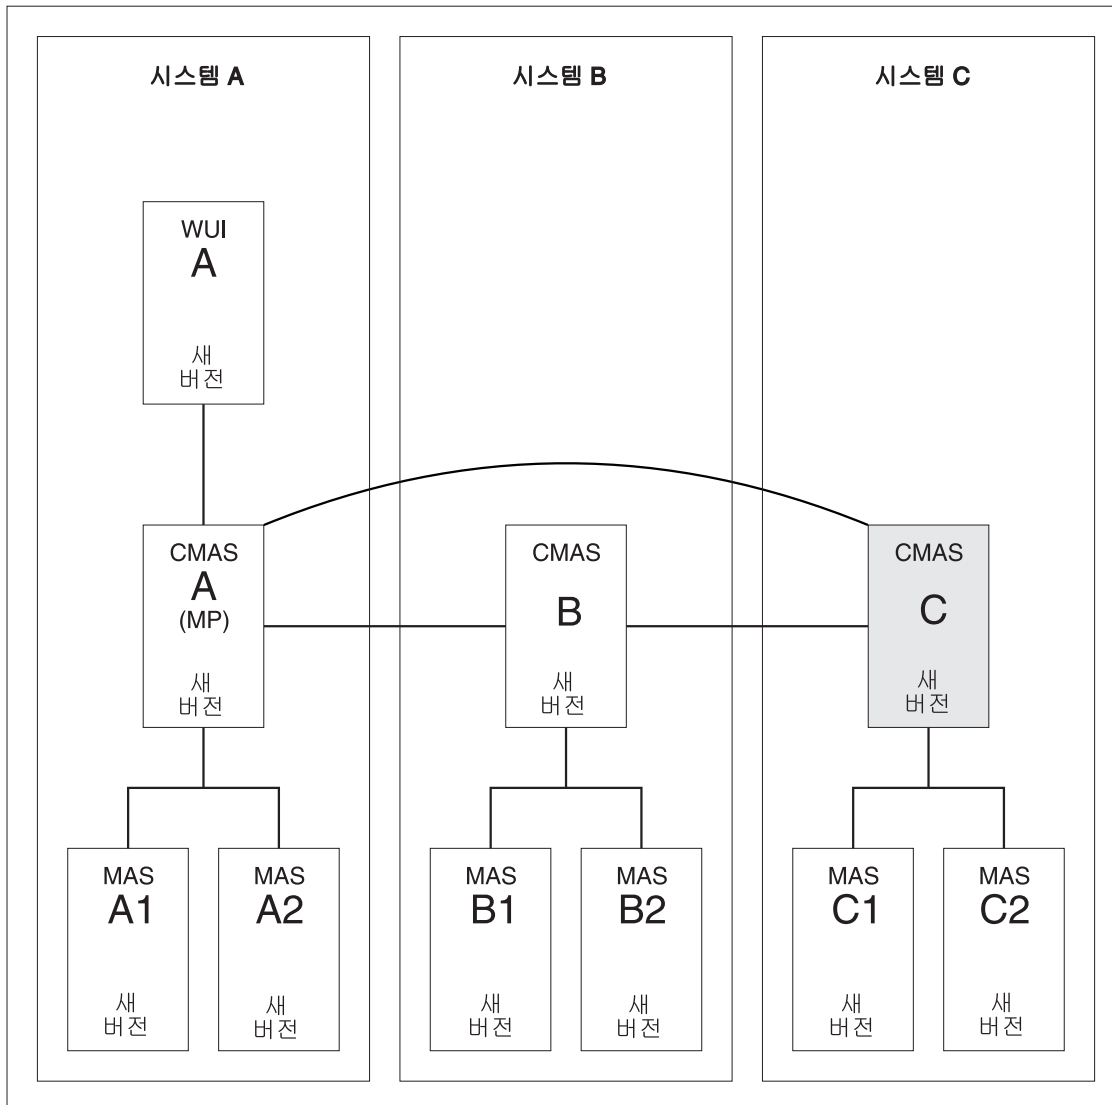 시스템 A
시스템 B
시스템 C
WUI
A
새
버전
CMAS
A
(MP)
새
버전
CMAS
B
새
버전
CMAS
C
새
버전
MAS
A1
새
버전
MAS
A2
새
버전
MAS
B1
새
버전
MAS
B2
새
버전
MAS
C1
새
버전
MAS
C2
새
버전